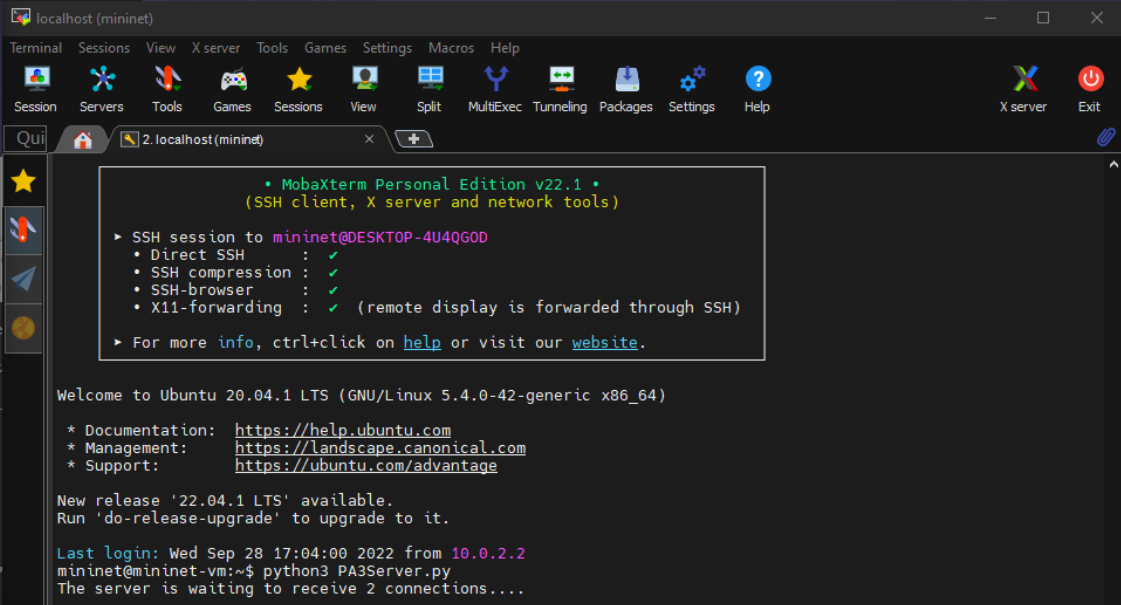 localhost (mininet)
Terminal Sessions View X server Tools Games Settings Macros Help
Session Servers Tools Games Sessions View Split MultiExec Tunneling Packages Settings Help X server Exit
Qui 2. localhost (mininet)
• MobaXterm Personal Edition v22.1 •
(SSH client, X server and network tools)
➤ SSH session to mininet@DESKTOP-4U4QGOD
• Direct SSH : ✔
• SSH compression : ✔
• SSH-browser : ✔
• X11-forwarding : ✔ (remote display is forwarded through SSH)
➤ For more info, ctrl+click on help or visit our website.
Welcome to Ubuntu 20.04.1 LTS (GNU/Linux 5.4.0-42-generic x86_64)
* Documentation: https://help.ubuntu.com
* Management: https://landscape.canonical.com
* Support: https://ubuntu.com/advantage
New release '22.04.1 LTS' available.
Run 'do-release-upgrade' to upgrade to it.
Last login: Wed Sep 28 17:04:00 2022 from 10.0.2.2
mininet@mininet-vm:~$ python3 PA3Server.py
The server is waiting to receive 2 connections....